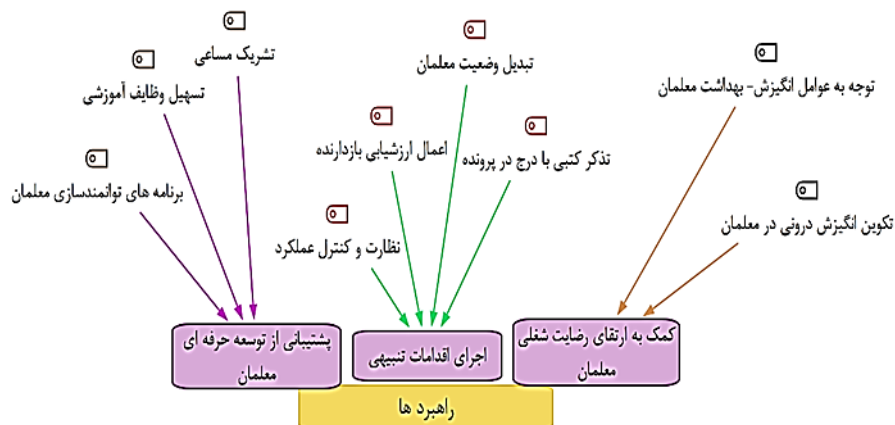 تشریک مساعی
تبدیل وضعیت معلمان
توجه به عوامل انگیزش- بهداشت معلمان
تسهیل وظایف آموزشی
اعمال ارزشیابی بازدارنده
تذکر کتبی با درج در پرونده
برنامه های توانمندسازی معلمان
تکوین انگیزش درونی در معلمان
نظارت و کنترل عملکرد
کمک به ارتقای رضایت شغلی
معلمان
اجرای اقدامات تنبیهی
پشتیبانی از توسعه حرفه ای
معلمان
راهبرد ها